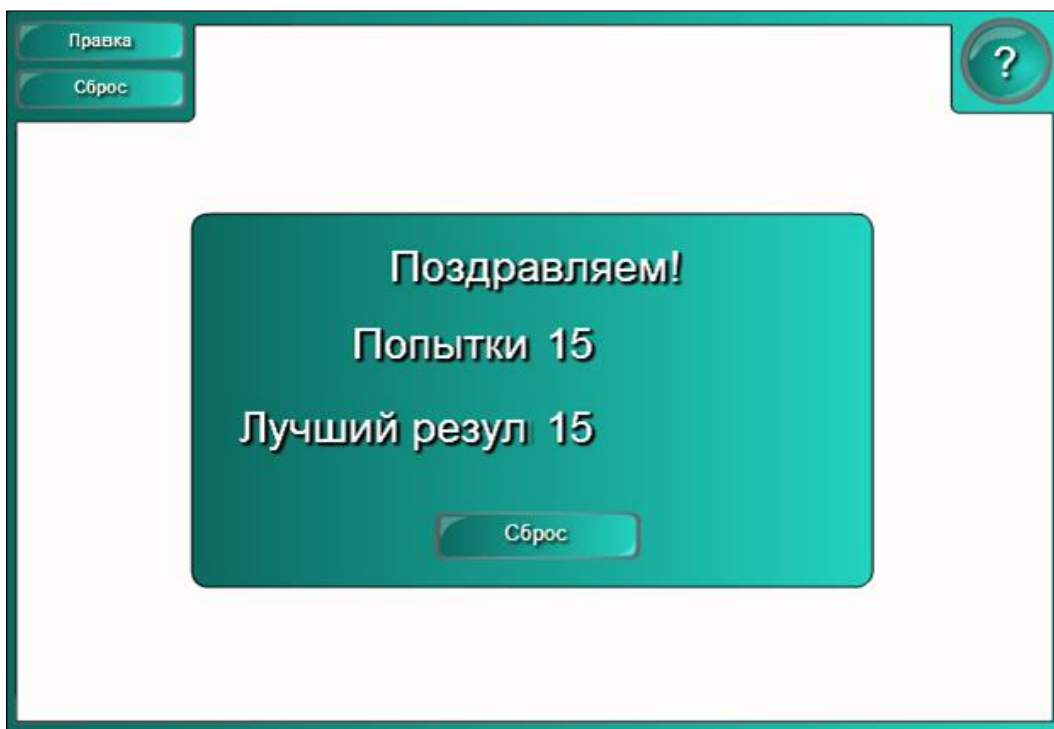 Правка
Сброс
?
Поздравляем!
Попытки 15
Лучший резул 15
Сброс